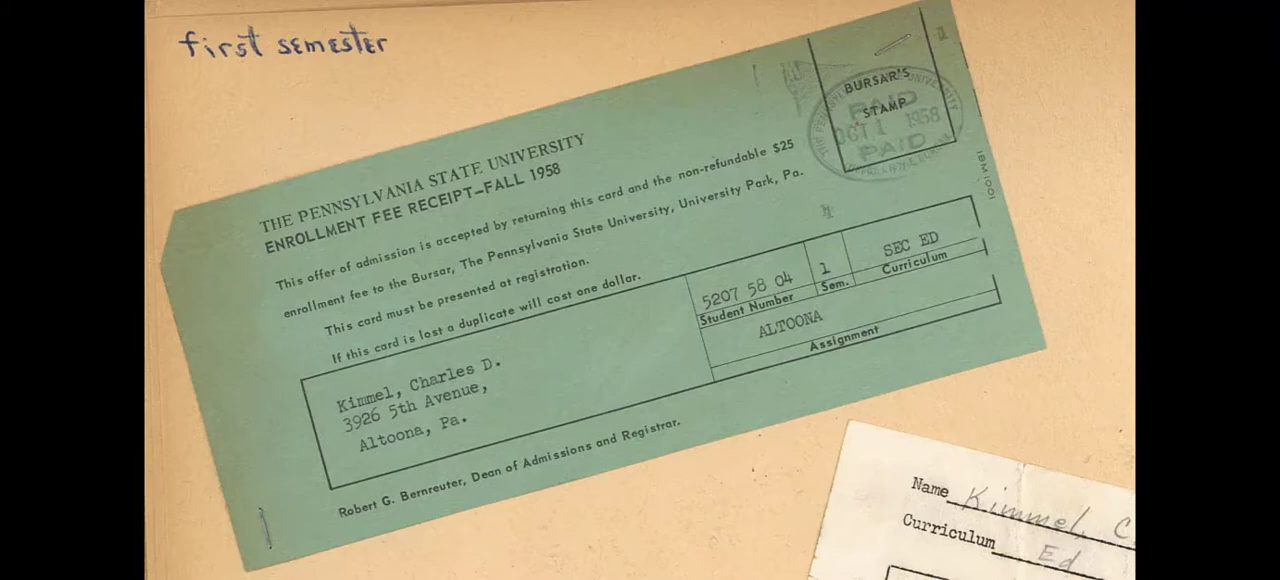 first semester
THE PENNSYLVANIA STATE UNIVERSITY
ENROLLMENT FEE RECEIPT—FALL 1958
This offer of admission is accepted by returning this card and the non-refundable $25
enrollment fee to the Bursar, The Pennsylvania State University, University Park, Pa.
This card must be presented at registration.
If this card is lost a duplicate will cost one dollar.
BURSAR'S
STAMP
PAID
OCT 1 1958
PAID
IBM 1001
5207 58 04
Student Number
1
Sem.
SEC ED
Curriculum
ALTOONA
Assignment
Kimmel, Charles D.
3926 5th Avenue,
Altoona, Pa.
Robert G. Bernreuter, Dean of Admissions and Registrar.
Name Kimmel, C
Curriculum Ed